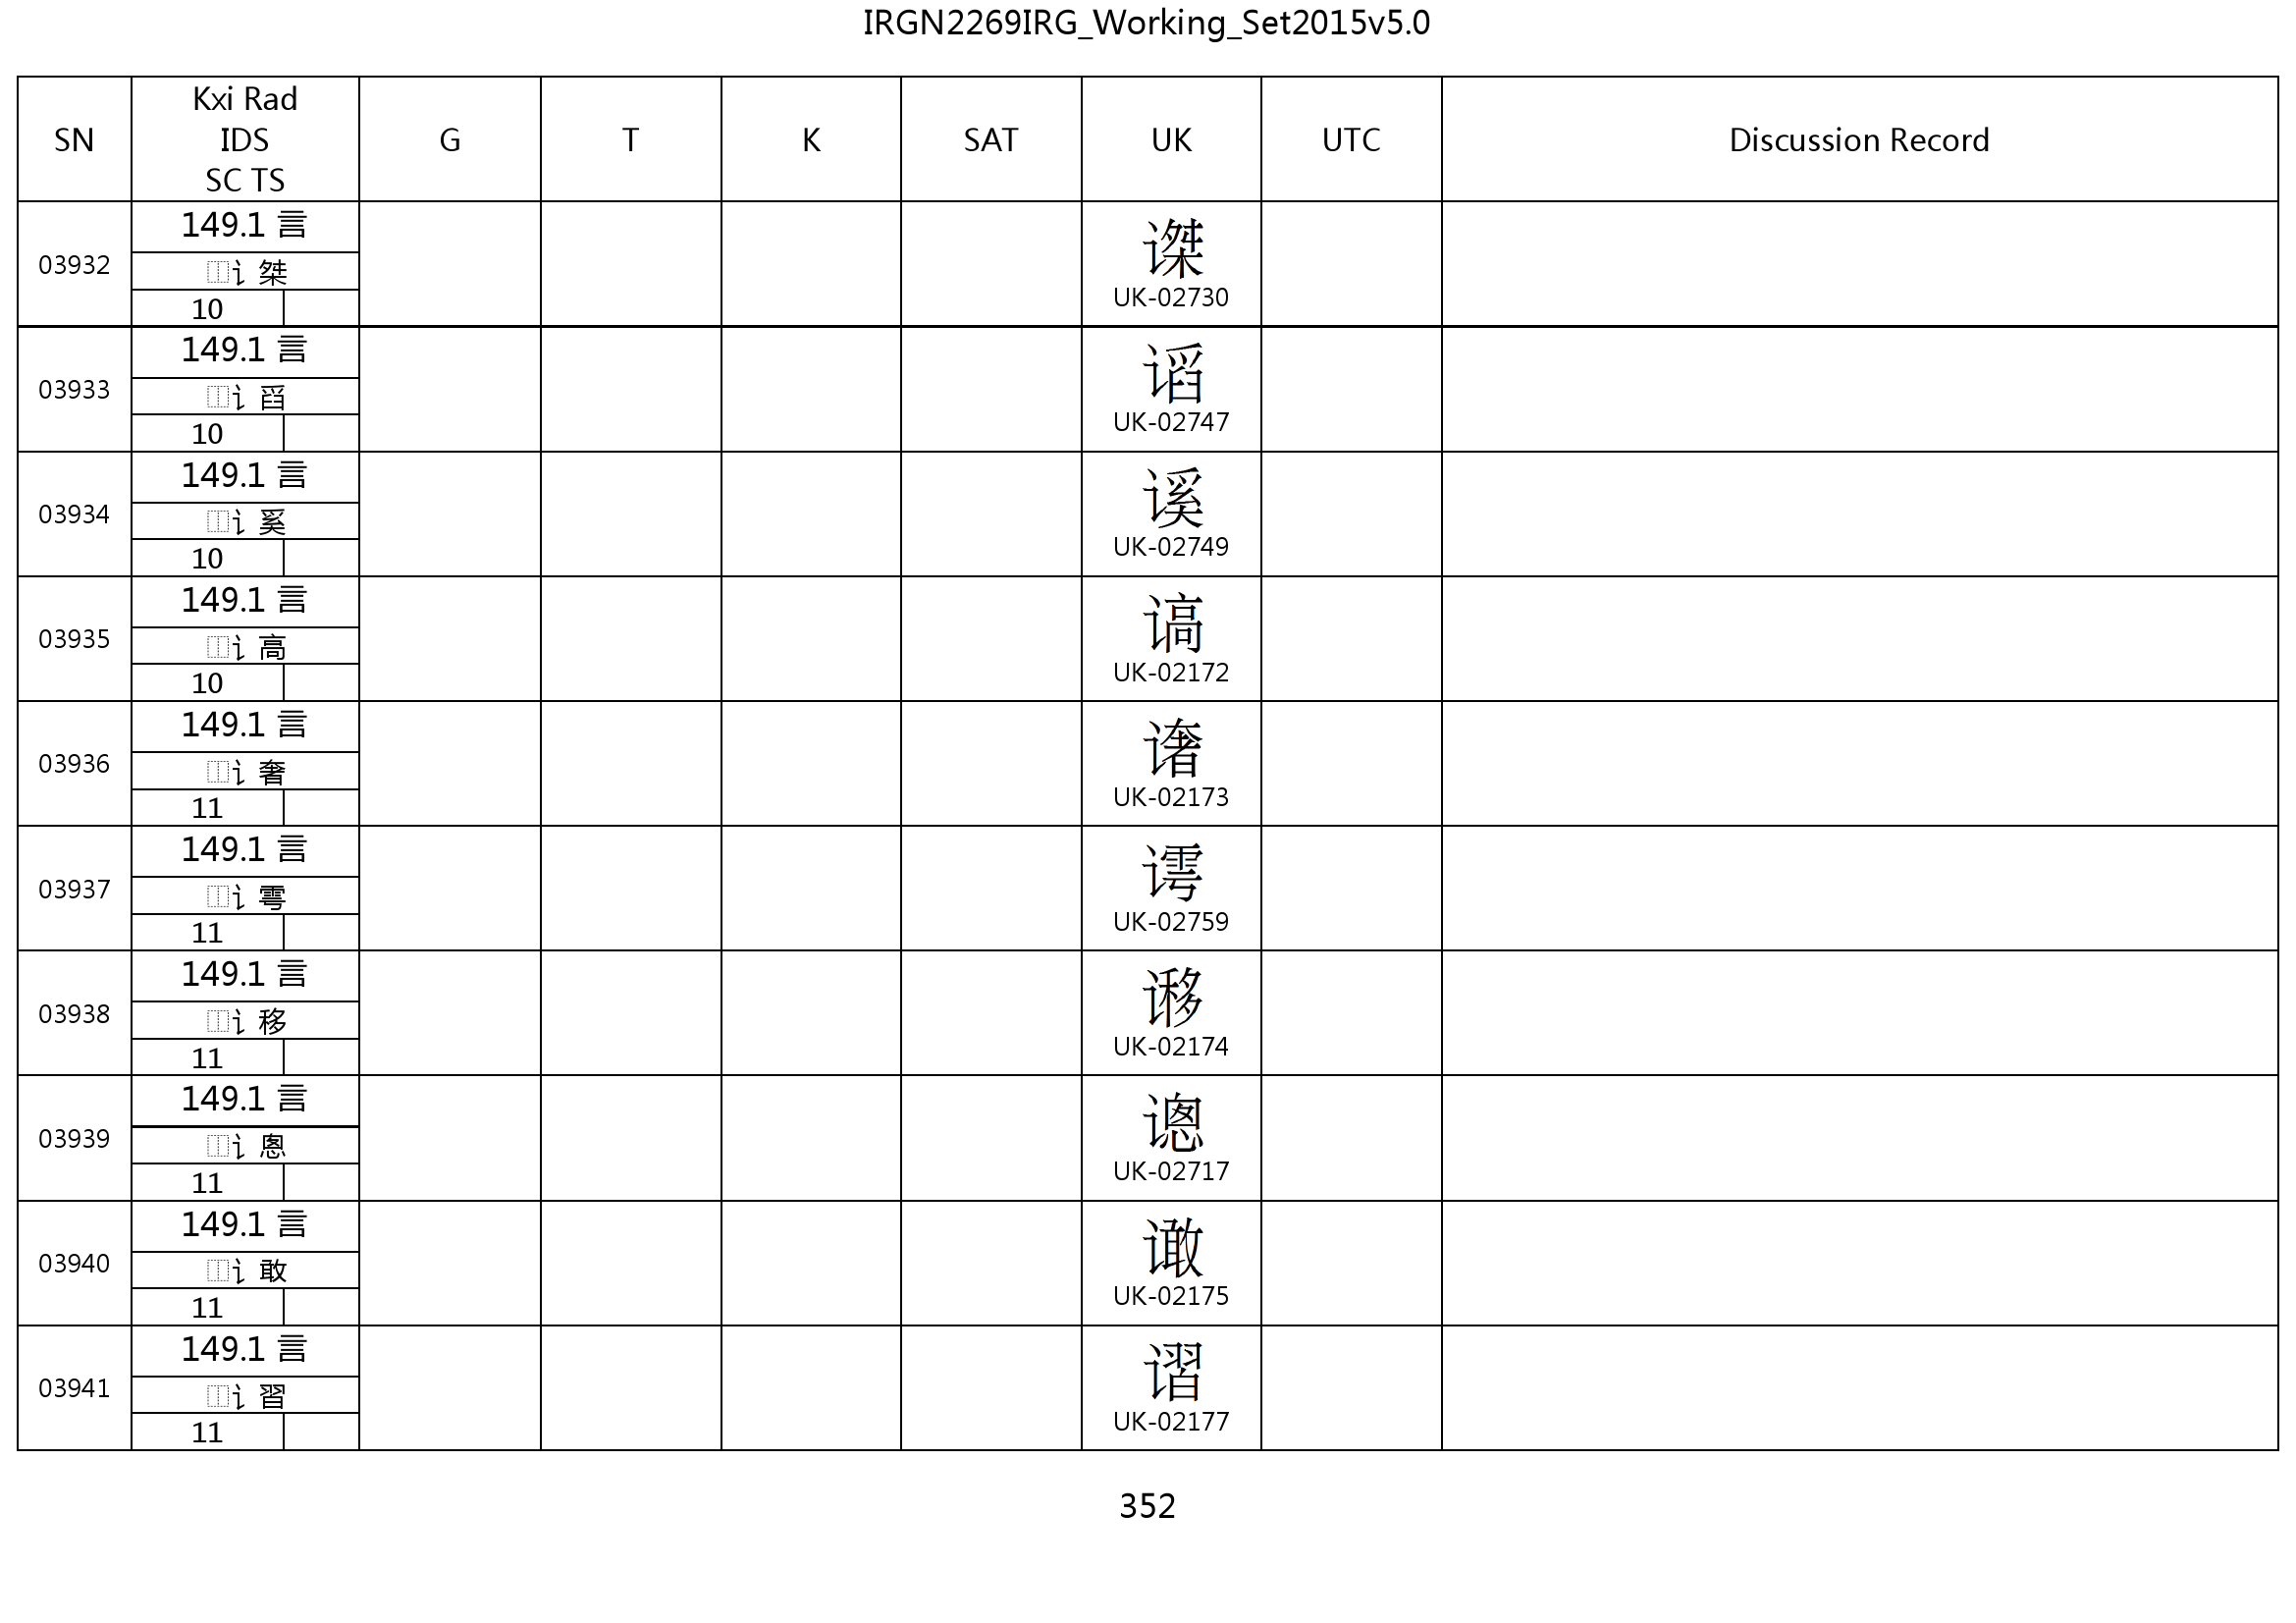 IRGN2269IRG_Working_Set2015v5.0
SN
Kxi Rad
IDS
SC TS
G
T
K
SAT
UK
UTC
Discussion Record
03932
149.1 言
⿰讠桀
10
UK-02730
03933
149.1 言
⿰讠舀
10
UK-02747
03934
149.1 言
⿰讠奚
10
UK-02749
03935
149.1 言
⿰讠高
10
UK-02172
03936
149.1 言
⿰讠奢
11
UK-02173
03937
149.1 言
⿰讠雩
11
UK-02759
03938
149.1 言
⿰讠移
11
UK-02174
03939
149.1 言
⿰讠悤
11
UK-02717
03940
149.1 言
⿰讠敢
11
UK-02175
03941
149.1 言
⿰讠習
11
UK-02177
352